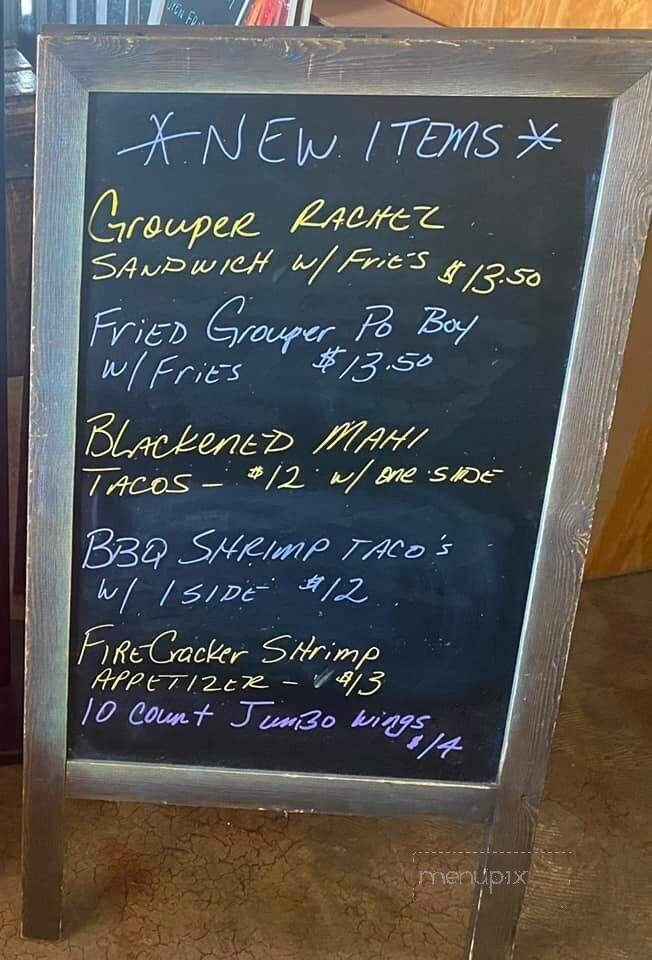 *NEW ITEMS*
Grouper RACHEL
SANDWICH w/ Fries $13.50
Fried Grouper Po Boy
w/ Fries $13.50
BLACKENED MAHI
TACOS - $12 w/ one SIDE
BBQ SHRIMP TACO's
w/ 1 SIDE $12
FIRECracker SHrimp
APPETIZER - $13
10 count Jumbo wings
$14
menupix